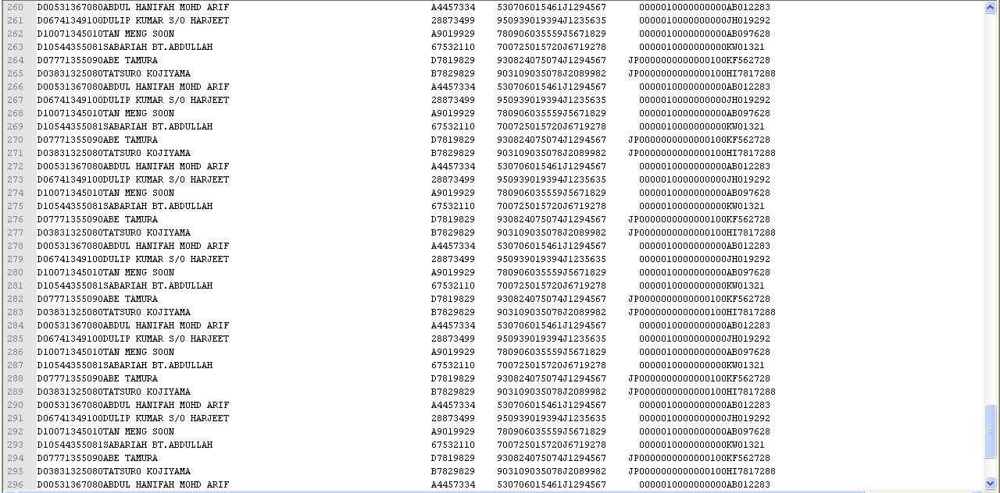 260 D00531367080ABDUL HANIFAH MOHD ARIF A4457334 530706015461J1294567 0000010000000000AB012283
261 D06741349100DULIP KUMAR S/O HARJEET 28873499 950939019394J1235635 0000010000000000JH019292
262 D10071345010TAN MENG SOON A9019929 780906035559J5671829 0000010000000000AB097628
263 D10544355081SABARIAH BT.ABDULLAH 67532110 700725015720J6719278 0000010000000000KW01321
264 D07771355090ABE TAMURA D7819829 930824075074J1294567 JP0000000000000100KF562728
265 D03831325080TATSURO KOJIYAMA B7829829 903109035078J2089982 JP0000000000000100HI7817288
266 D00531367080ABDUL HANIFAH MOHD ARIF A4457334 530706015461J1294567 0000010000000000AB012283
267 D06741349100DULIP KUMAR S/O HARJEET 28873499 950939019394J1235635 0000010000000000JH019292
268 D10071345010TAN MENG SOON A9019929 780906035559J5671829 0000010000000000AB097628
269 D10544355081SABARIAH BT.ABDULLAH 67532110 700725015720J6719278 0000010000000000KW01321
270 D07771355090ABE TAMURA D7819829 930824075074J1294567 JP0000000000000100KF562728
271 D03831325080TATSURO KOJIYAMA B7829829 903109035078J2089982 JP0000000000000100HI7817288
272 D00531367080ABDUL HANIFAH MOHD ARIF A4457334 530706015461J1294567 0000010000000000AB012283
273 D06741349100DULIP KUMAR S/O HARJEET 28873499 950939019394J1235635 0000010000000000JH019292
274 D10071345010TAN MENG SOON A9019929 780906035559J5671829 0000010000000000AB097628
275 D10544355081SABARIAH BT.ABDULLAH 67532110 700725015720J6719278 0000010000000000KW01321
276 D07771355090ABE TAMURA D7819829 930824075074J1294567 JP0000000000000100KF562728
277 D03831325080TATSURO KOJIYAMA B7829829 903109035078J2089982 JP0000000000000100HI7817288
278 D00531367080ABDUL HANIFAH MOHD ARIF A4457334 530706015461J1294567 0000010000000000AB012283
279 D06741349100DULIP KUMAR S/O HARJEET 28873499 950939019394J1235635 0000010000000000JH019292
280 D10071345010TAN MENG SOON A9019929 780906035559J5671829 0000010000000000AB097628
281 D10544355081SABARIAH BT.ABDULLAH 67532110 700725015720J6719278 0000010000000000KW01321
282 D07771355090ABE TAMURA D7819829 930824075074J1294567 JP0000000000000100KF562728
283 D03831325080TATSURO KOJIYAMA B7829829 903109035078J2089982 JP0000000000000100HI7817288
284 D00531367080ABDUL HANIFAH MOHD ARIF A4457334 530706015461J1294567 0000010000000000AB012283
285 D06741349100DULIP KUMAR S/O HARJEET 28873499 950939019394J1235635 0000010000000000JH019292
286 D10071345010TAN MENG SOON A9019929 780906035559J5671829 0000010000000000AB097628
287 D10544355081SABARIAH BT.ABDULLAH 67532110 700725015720J6719278 0000010000000000KW01321
288 D07771355090ABE TAMURA D7819829 930824075074J1294567 JP0000000000000100KF562728
289 D03831325080TATSURO KOJIYAMA B7829829 903109035078J2089982 JP0000000000000100HI7817288
290 D00531367080ABDUL HANIFAH MOHD ARIF A4457334 530706015461J1294567 0000010000000000AB012283
291 D06741349100DULIP KUMAR S/O HARJEET 28873499 950939019394J1235635 0000010000000000JH019292
292 D10071345010TAN MENG SOON A9019929 780906035559J5671829 0000010000000000AB097628
293 D10544355081SABARIAH BT.ABDULLAH 67532110 700725015720J6719278 0000010000000000KW01321
294 D07771355090ABE TAMURA D7819829 930824075074J1294567 JP0000000000000100KF562728
295 D03831325080TATSURO KOJIYAMA B7829829 903109035078J2089982 JP0000000000000100HI7817288
296 D00531367080ABDUL HANIFAH MOHD ARIF A4457334 530706015461J1294567 0000010000000000AB012283